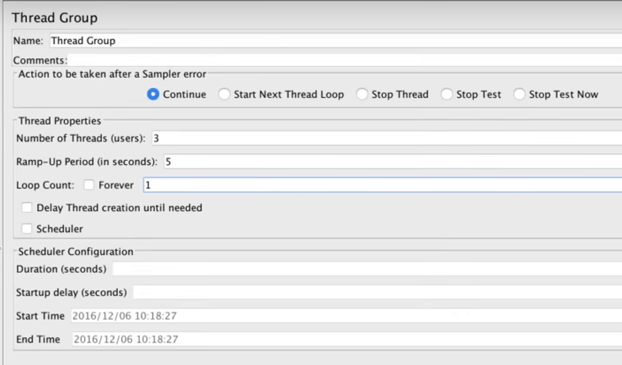 Thread Group
Name: Thread Group
Comments:
Action to be taken after a Sampler error
Continue Start Next Thread Loop Stop Thread Stop Test Stop Test Now
Thread Properties
Number of Threads (users): 3
Ramp-Up Period (in seconds): 5
Loop Count: Forever 1
Delay Thread creation until needed
Scheduler
Scheduler Configuration
Duration (seconds)
Startup delay (seconds)
Start Time 2016/12/06 10:18:27
End Time 2016/12/06 10:18:27